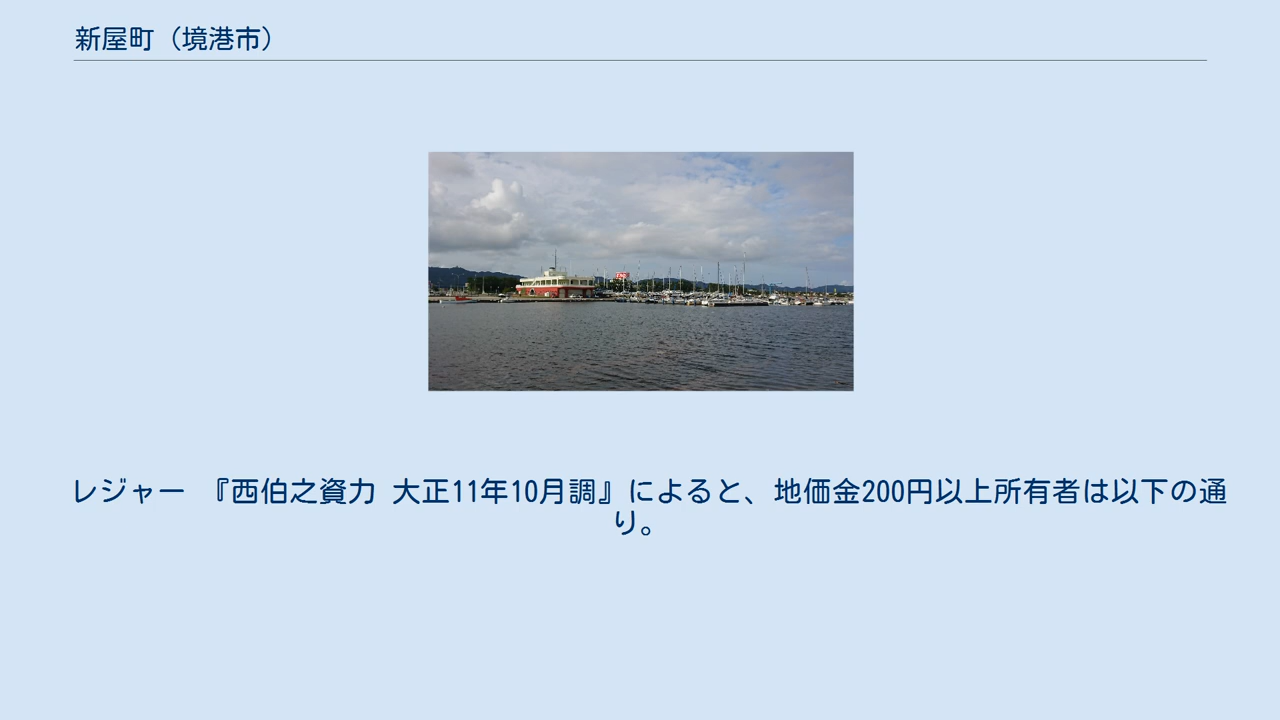 新屋町（境港市）
レジャー 『西伯之資力 大正11年10月調』によると、地価金200円以上所有者は以下の通
り。